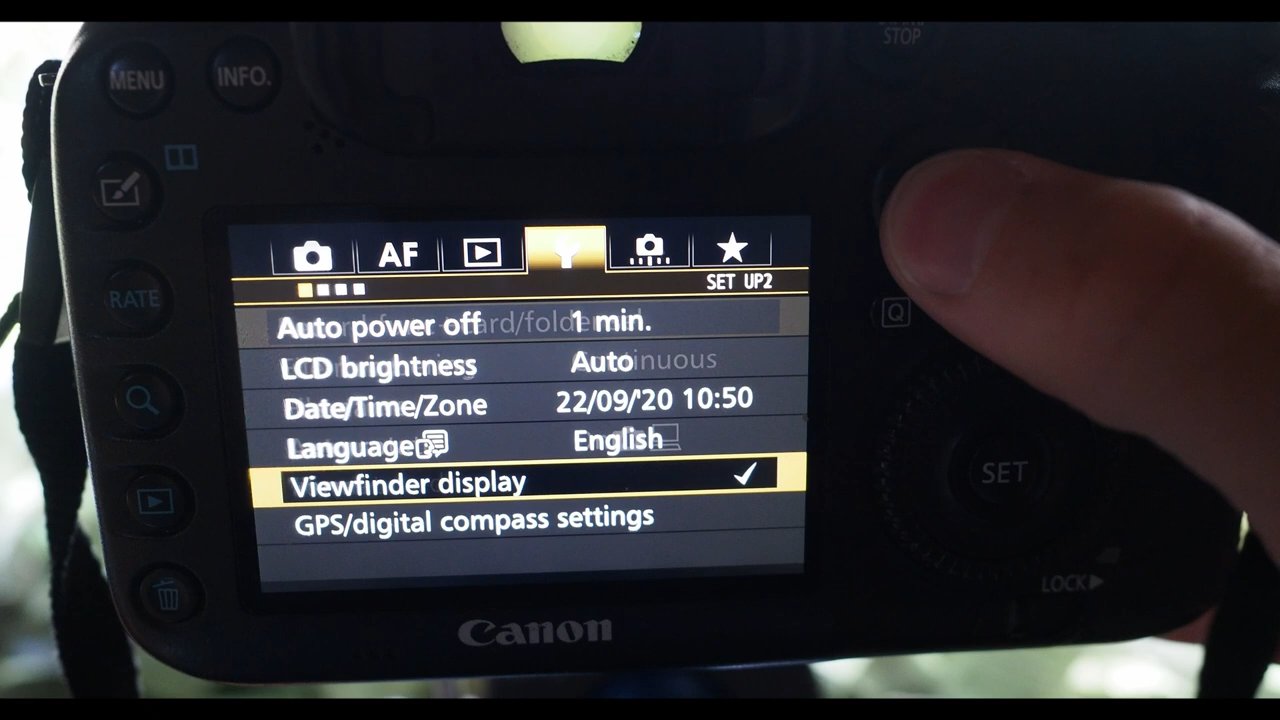 START/
STOP
MENU
INFO.
RATE
AF
SET UP2
Auto power off 1 min.
LCD brightness Auto
Date/Time/Zone 22/09/'20 10:50
Language English
Viewfinder display
GPS/digital compass settings
Q
SET
LOCK
Canon